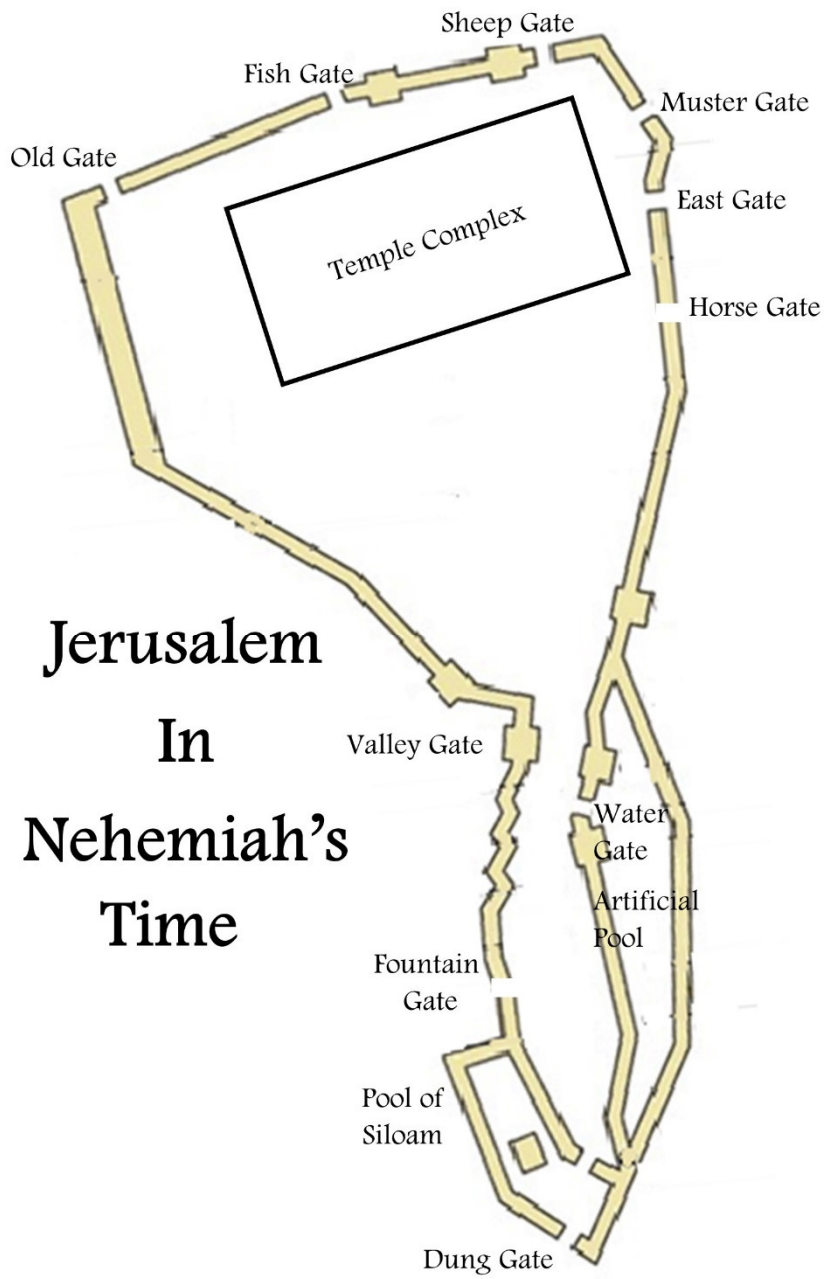 Sheep Gate
Fish Gate
Muster Gate
Old Gate
East Gate
Temple Complex
Horse Gate
Jerusalem
In
Nehemiah's
Time
Valley Gate
Water
Gate
Artificial
Pool
Fountain
Gate
Pool of
Siloam
Dung Gate